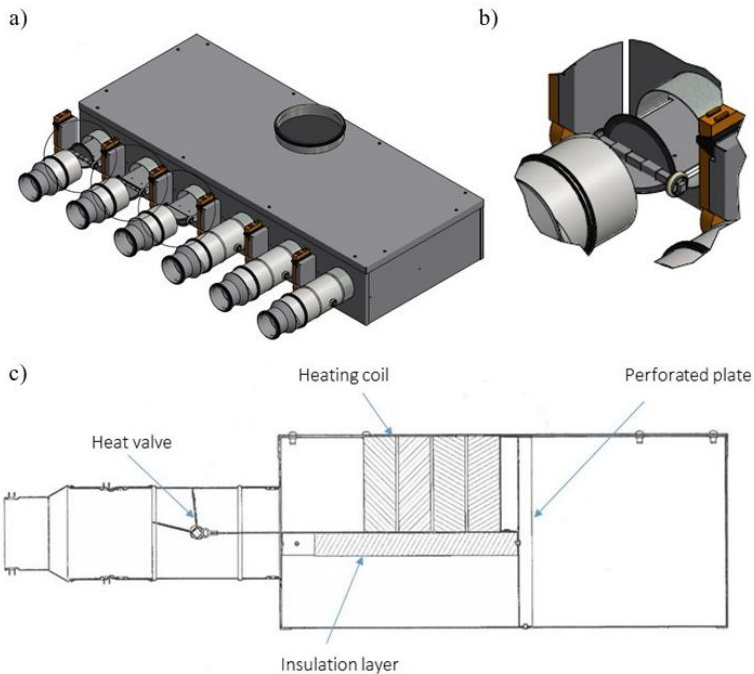 a)
b)
c)
Heating coil
Perforated plate
Heat valve
Insulation layer